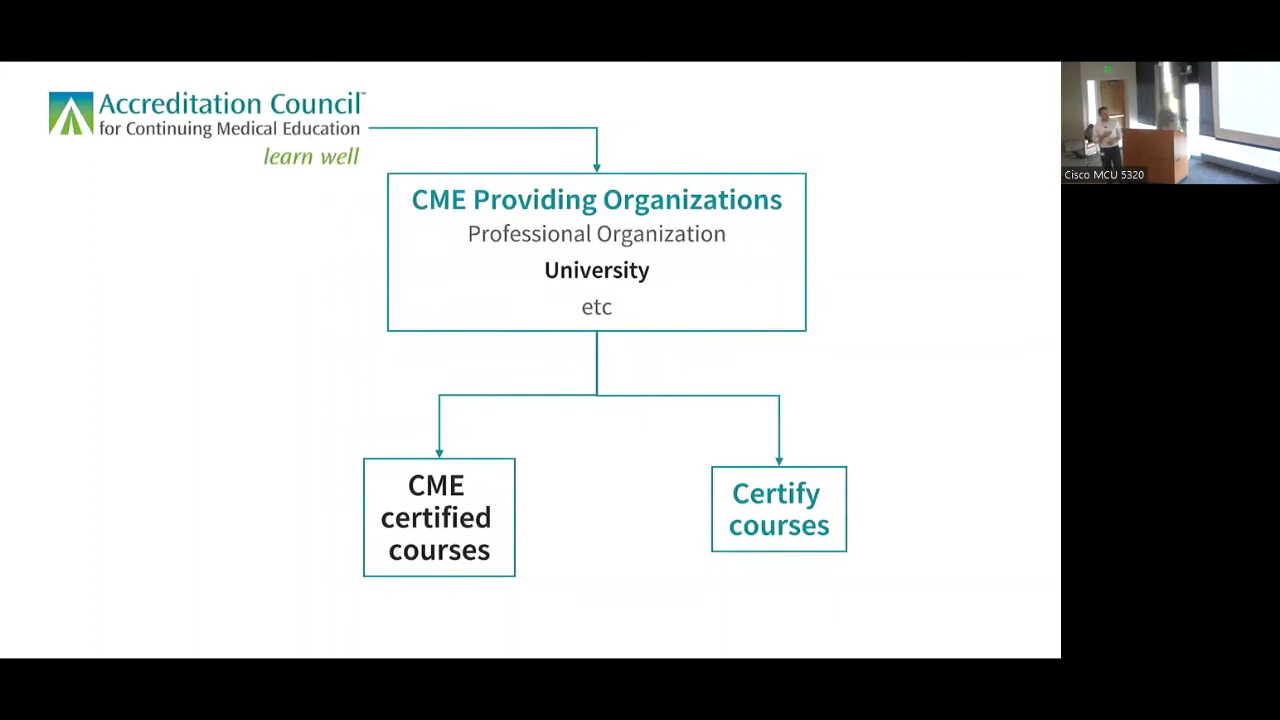 Accreditation Council™
for Continuing Medical Education
learn well
CME Providing Organizations
Professional Organization
University
etc
CME
certified
courses
Certify
courses
Cisco MCU 5320